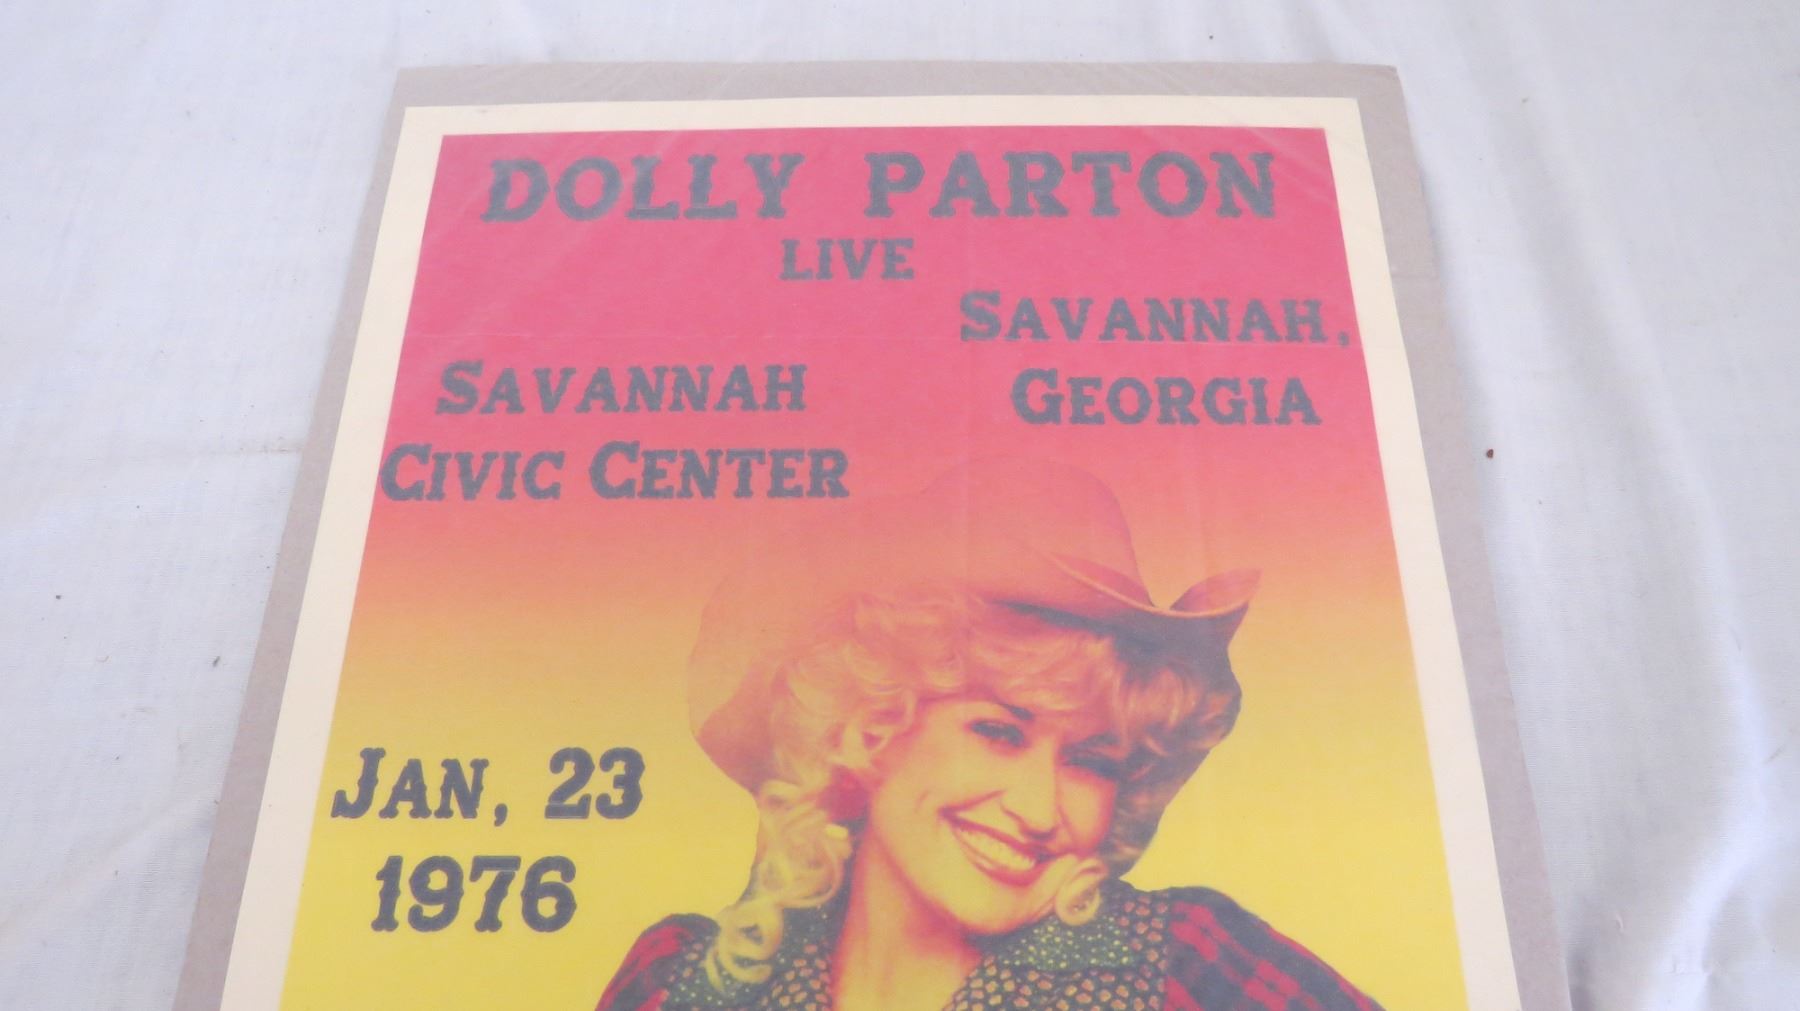 DOLLY PARTON
LIVE
SAVANNAH,
GEORGIA
SAVANNAH
CIVIC CENTER
JAN, 23
1976